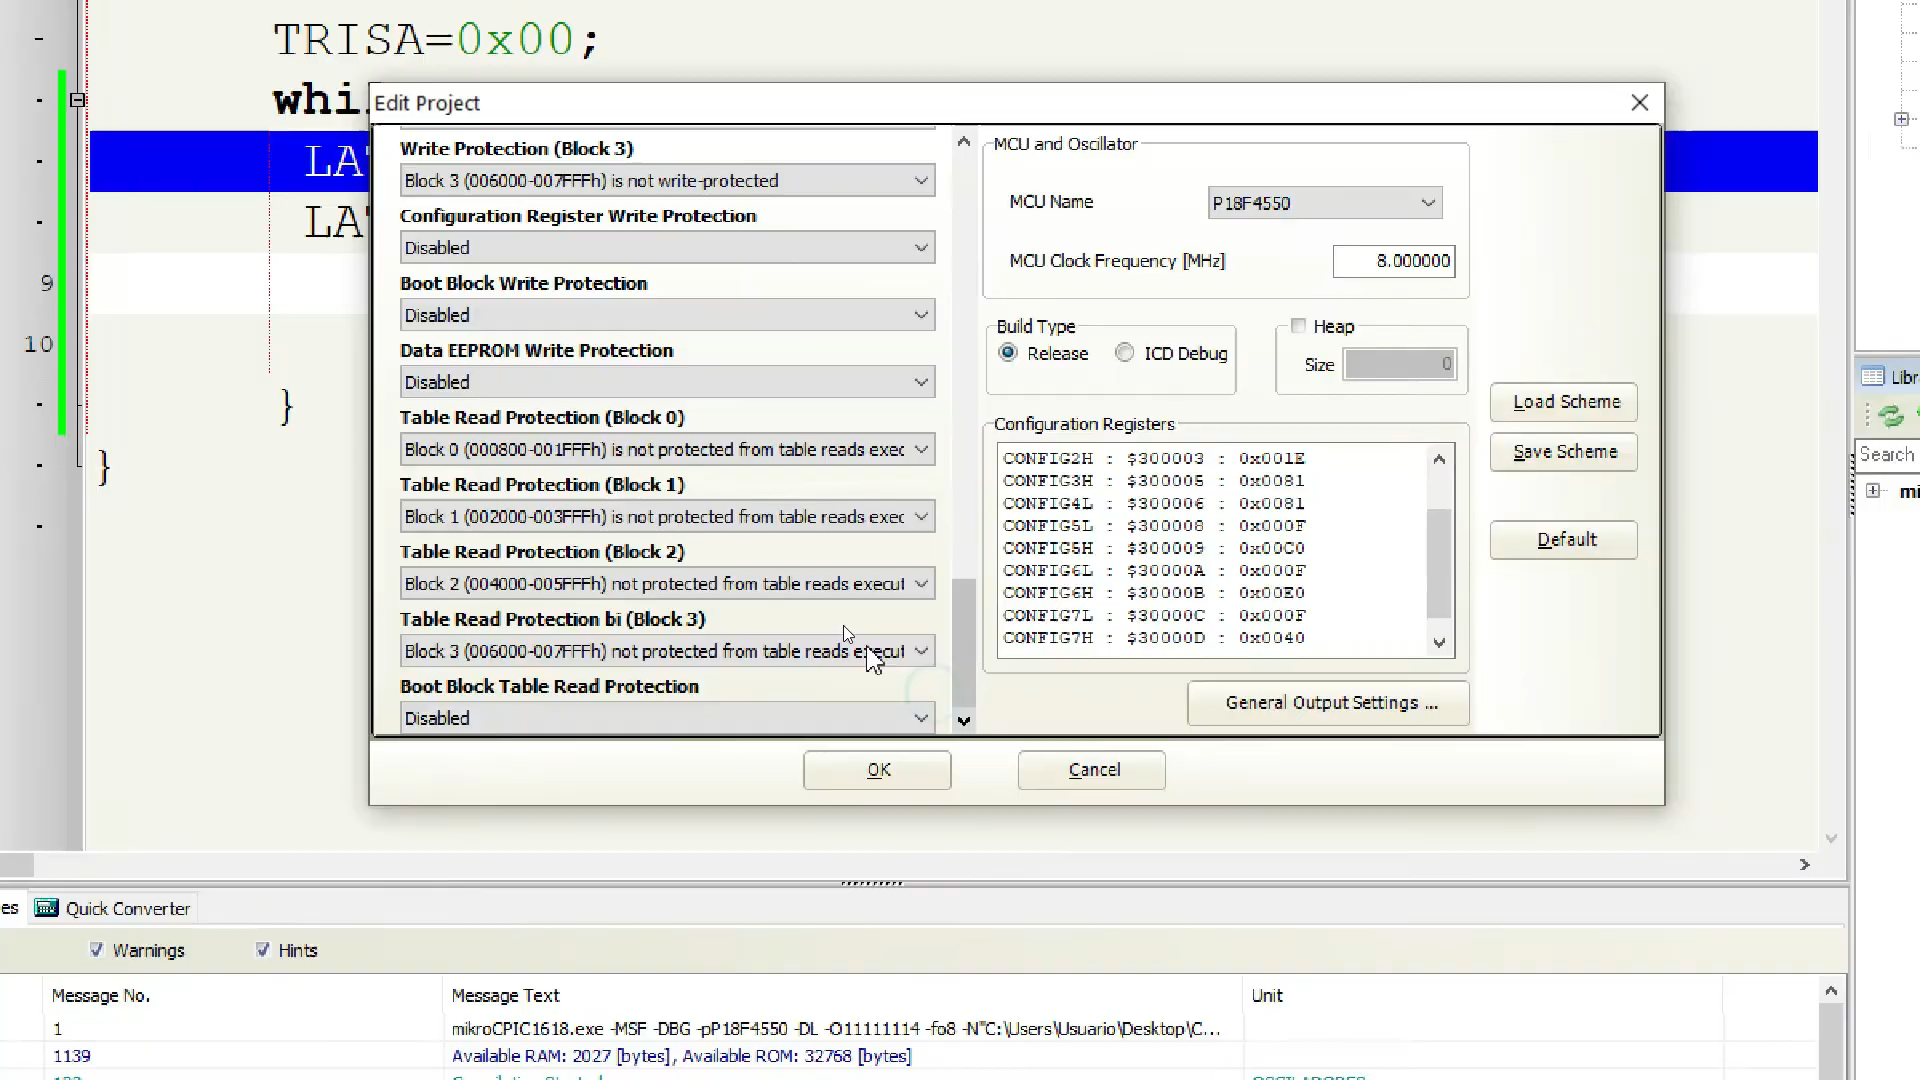 TRISA=0x00;
whi
LA
LA
9
10
}
}
Edit Project
Write Protection (Block 3)
Block 3 (006000-007FFFh) is not write-protected
Configuration Register Write Protection
Disabled
Boot Block Write Protection
Disabled
Data EEPROM Write Protection
Disabled
Table Read Protection (Block 0)
Block 0 (000800-001FFFh) is not protected from table reads exec
Table Read Protection (Block 1)
Block 1 (002000-003FFFh) is not protected from table reads exec
Table Read Protection (Block 2)
Block 2 (004000-005FFFh) not protected from table reads execut
Table Read Protection bi (Block 3)
Block 3 (006000-007FFFh) not protected from table reads execut
Boot Block Table Read Protection
Disabled
MCU and Oscillator
MCU Name P18F4550
MCU Clock Frequency [MHz] 8.000000
Build Type
Release ICD Debug
Heap
Size 0
Configuration Registers
CONFIG2H : $300003 : 0x001E
CONFIG3H : $300005 : 0x0081
CONFIG4L : $300006 : 0x0081
CONFIG5L : $300008 : 0x000F
CONFIG5H : $300009 : 0x00C0
CONFIG6L : $30000A : 0x000F
CONFIG6H : $30000B : 0x00E0
CONFIG7L : $30000C : 0x000F
CONFIG7H : $30000D : 0x0040
General Output Settings ...
Load Scheme
Save Scheme
Default
OK Cancel
Libr
Search
mi
es Quick Converter
Warnings Hints
Message No. Message Text Unit
1 mikroCPIC1618.exe -MSF -DBG -pP18F4550 -DL -O11111114 -fo8 -N"C:\Users\Usuario\Desktop\C...
1139 Available RAM: 2027 [bytes], Available ROM: 32768 [bytes]